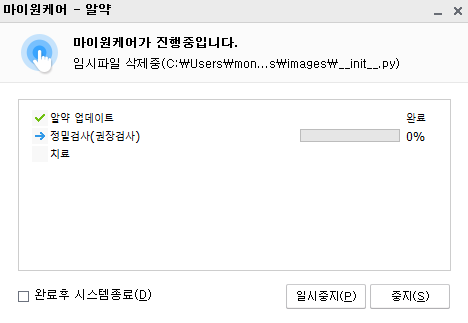 마이원케어 - 알약
마이원케어가 진행중입니다.
임시파일 삭제중(C:₩Users₩mon...s₩images₩__init__.py)
알약 업데이트 완료
정밀검사(권장검사) 0%
치료
완료후 시스템종료(D) 일시중지(P) 중지(S)